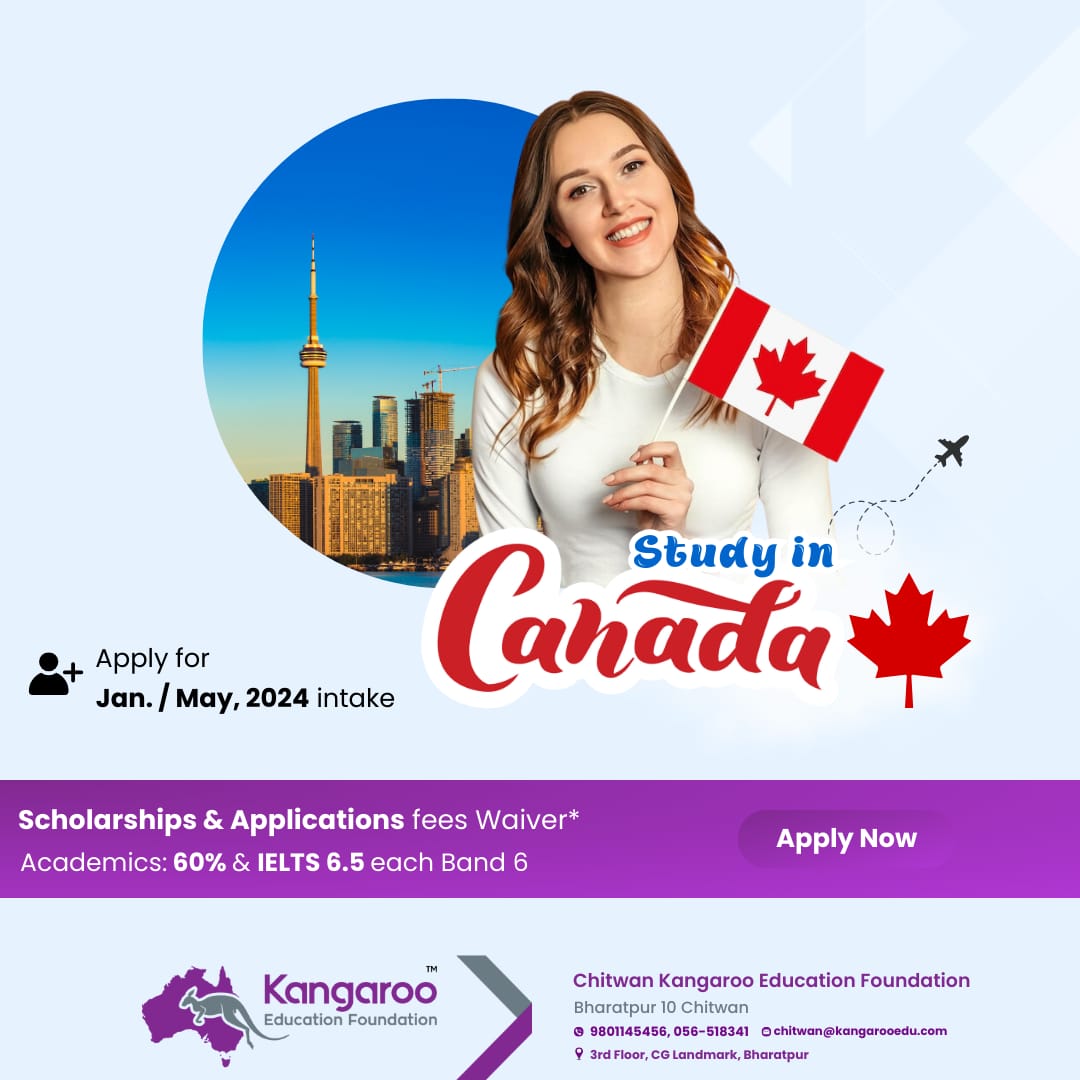 Study in
Canada
Apply for
Jan. / May, 2024 intake
Scholarships & Applications fees Waiver*
Academics: 60% & IELTS 6.5 each Band 6
Apply Now
Kangaroo™
Education Foundation
Chitwan Kangaroo Education Foundation
Bharatpur 10 Chitwan
9801145456, 056-518341 chitwan@kangarooedu.com
3rd Floor, CG Landmark, Bharatpur